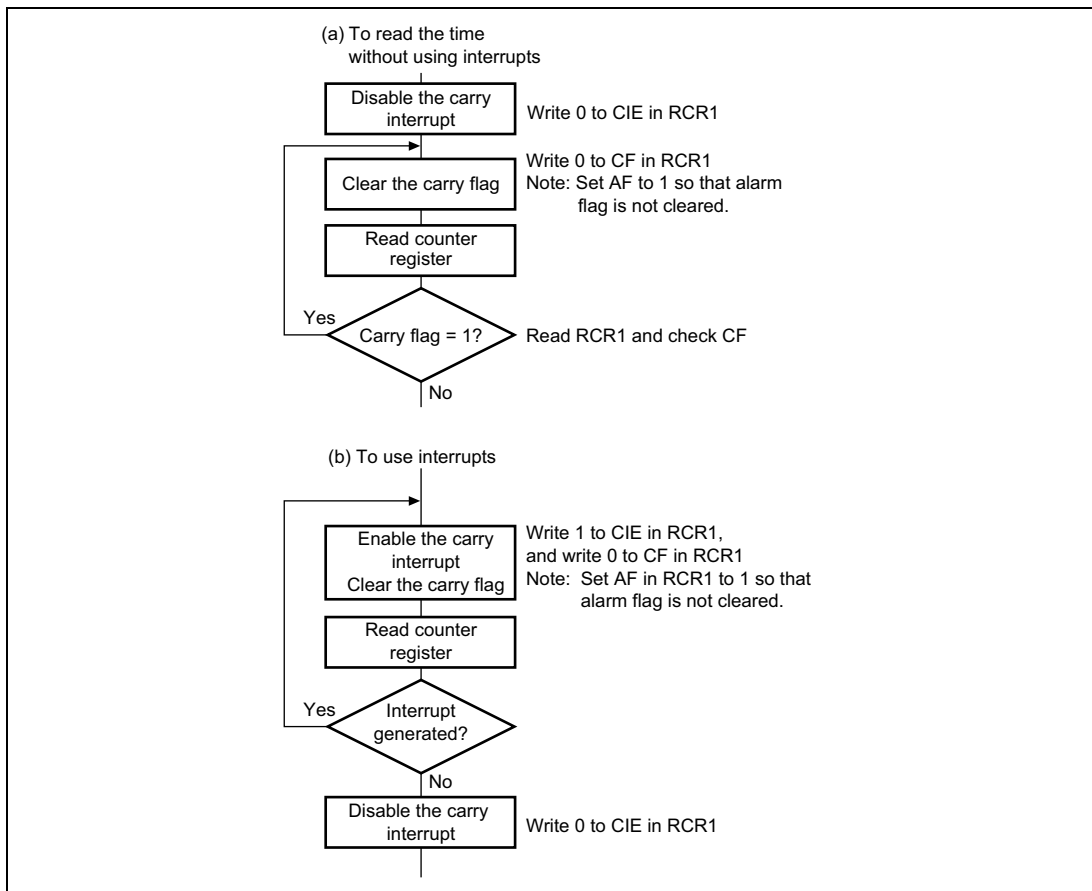 (a) To read the time
without using interrupts
Disable the carry
interrupt
Write 0 to CIE in RCR1
Write 0 to CF in RCR1
Note: Set AF to 1 so that alarm
flag is not cleared.
Clear the carry flag
Read counter
register
Yes
Carry flag = 1?
Read RCR1 and check CF
No
(b) To use interrupts
Enable the carry
interrupt
Clear the carry flag
Write 1 to CIE in RCR1,
and write 0 to CF in RCR1
Note: Set AF in RCR1 to 1 so that
alarm flag is not cleared.
Read counter
register
Yes
Interrupt
generated?
No
Disable the carry
interrupt
Write 0 to CIE in RCR1